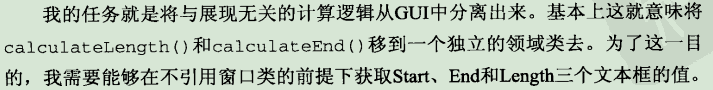 我的任务就是将与展现无关的计算逻辑从GUI中分离出来。基本上这就意味将
calculateLength()和calculateEnd()移到一个独立的领域类去。为了这一目
的，我需要能够在不引用窗口类的前提下获取Start、End和Length三个文本框的值。